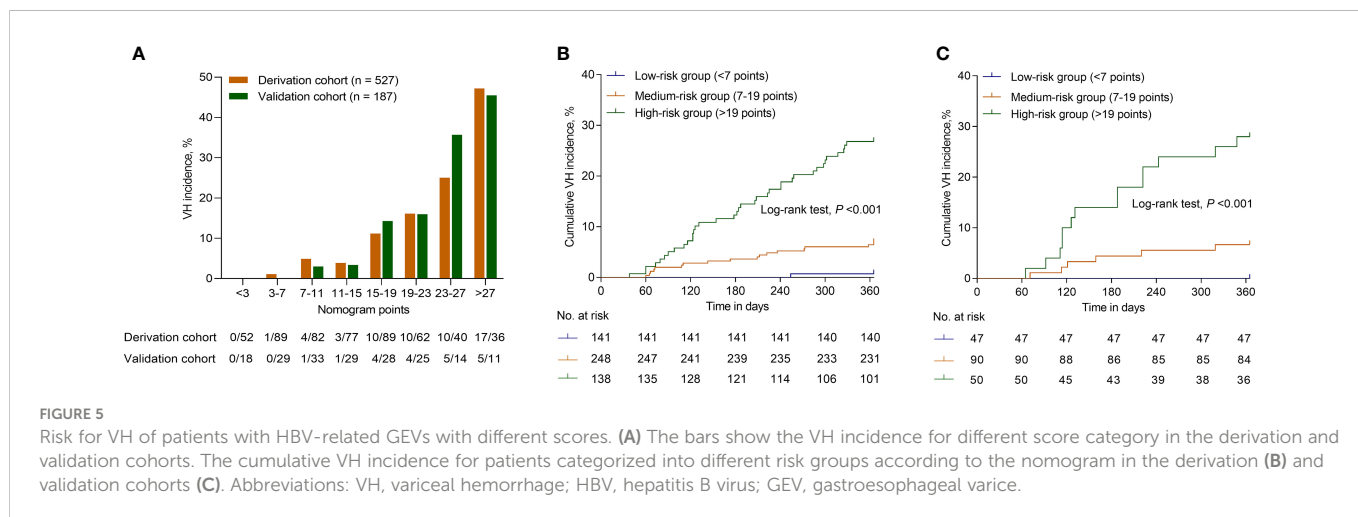 A
Derivation cohort (n = 527)
Validation cohort (n = 187)
VH incidence, %
50
40
30
20
10
0
<3 3-7 7-11 11-15 15-19 19-23 23-27 >27
Nomogram points
Derivation cohort 0/52 1/89 4/82 3/77 10/89 10/62 10/40 17/36
Validation cohort 0/18 0/29 1/33 1/29 4/28 4/25 5/14 5/11
B
Low-risk group (<7 points)
Medium-risk group (7-19 points)
High-risk group (>19 points)
Cumulative VH incidence, %
40
30
20
10
0
Log-rank test, P <0.001
0 60 120 180 240 300 360
Time in days
No. at risk
141 141 141 141 141 140 140
248 247 241 239 235 233 231
138 135 128 121 114 106 101
C
Low-risk group (<7 points)
Medium-risk group (7-19 points)
High-risk group (>19 points)
Cumulative VH incidence,%
40
30
20
10
0
Log-rank test, P <0.001
0 60 120 180 240 300 360
Time in days
No. at risk
47 47 47 47 47 47 47
90 90 88 86 85 85 84
50 50 45 43 39 38 36
FIGURE 5
Risk for VH of patients with HBV-related GEVs with different scores. (A) The bars show the VH incidence for different score category in the derivation and
validation cohorts. The cumulative VH incidence for patients categorized into different risk groups according to the nomogram in the derivation (B) and
validation cohorts (C). Abbreviations: VH, variceal hemorrhage; HBV, hepatitis B virus; GEV, gastroesophageal varice.